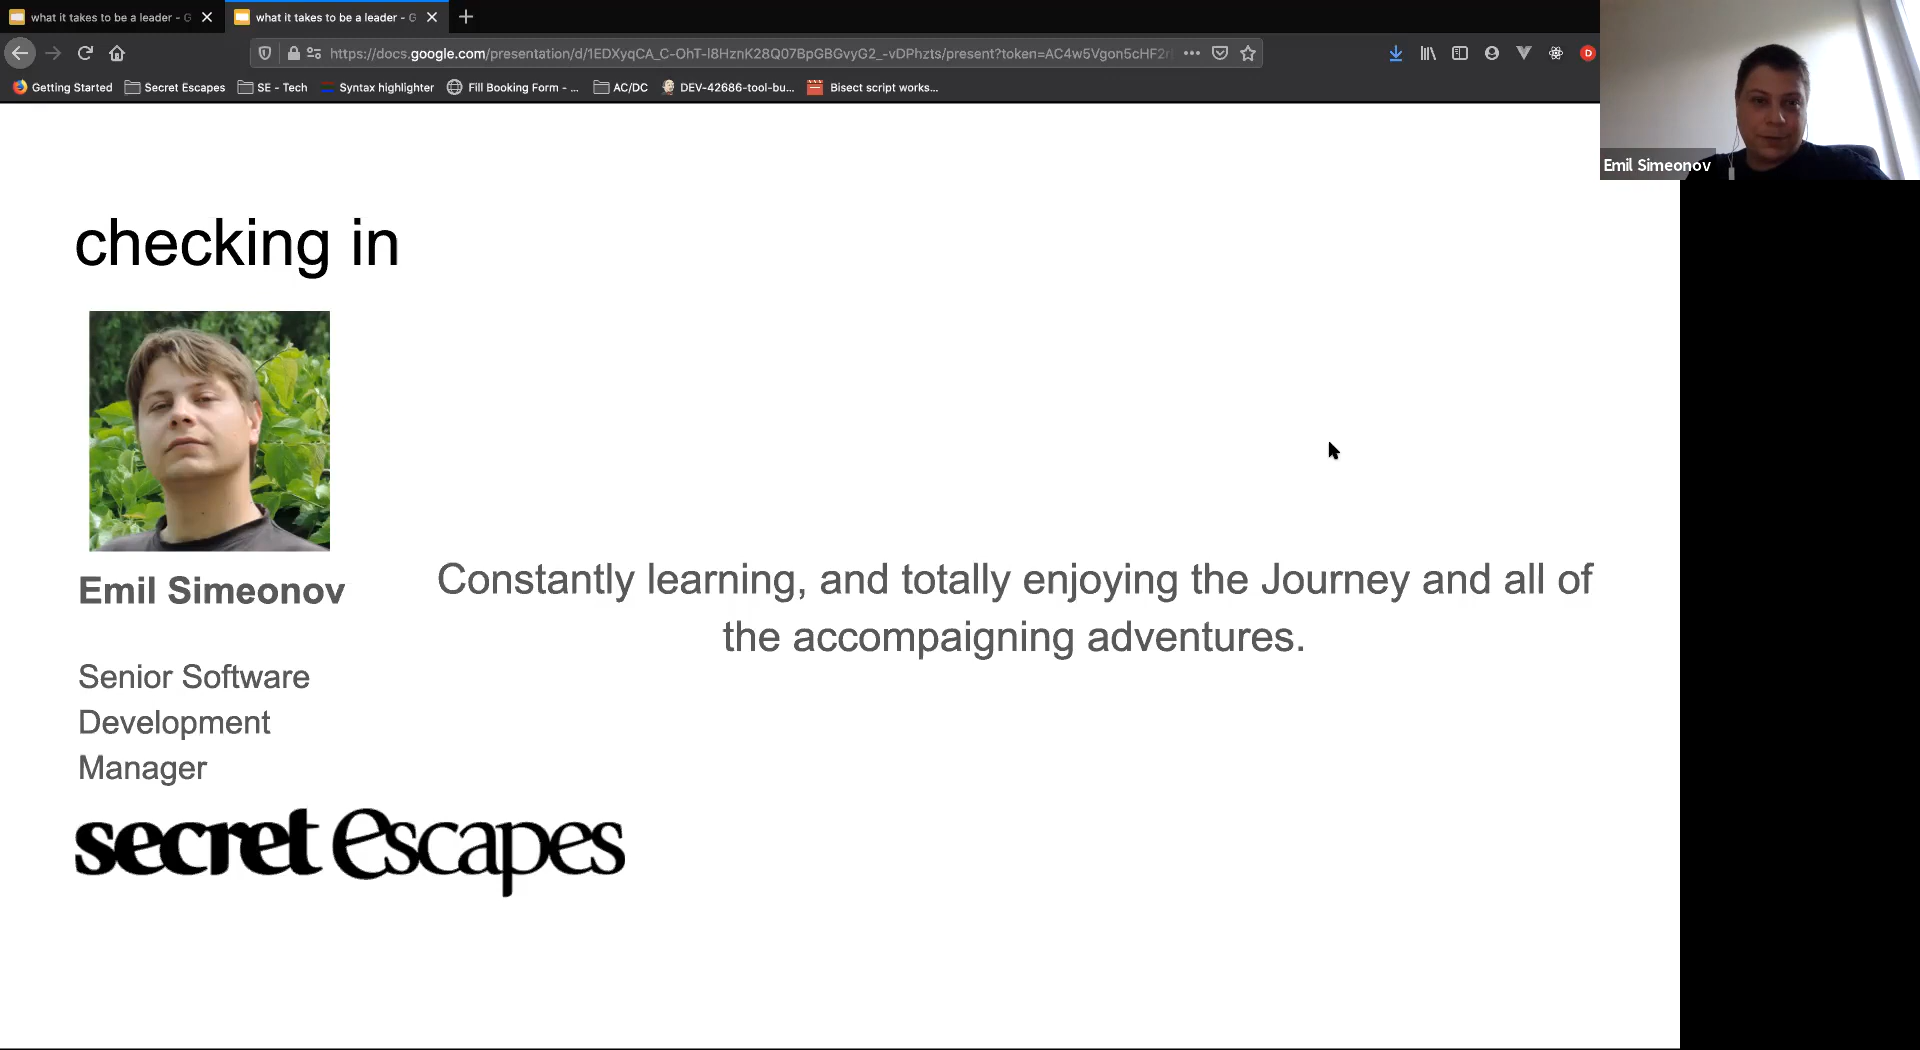 what it takes to be a leader - G
what it takes to be a leader - G
https://docs.google.com/presentation/d/1EDXyqCA_C-OhT-l8HznK28Q07BpGBGvyG2_-vDPhzts/present?token=AC4w5Vgon5cHF2r
Getting Started
Secret Escapes
SE - Tech
Syntax highlighter
Fill Booking Form - ...
AC/DC
DEV-42686-tool-bu...
Bisect script works...
D
Emil Simeonov
checking in
Emil Simeonov
Constantly learning, and totally enjoying the Journey and all of
the accompaigning adventures.
Senior Software
Development
Manager
secret escapes